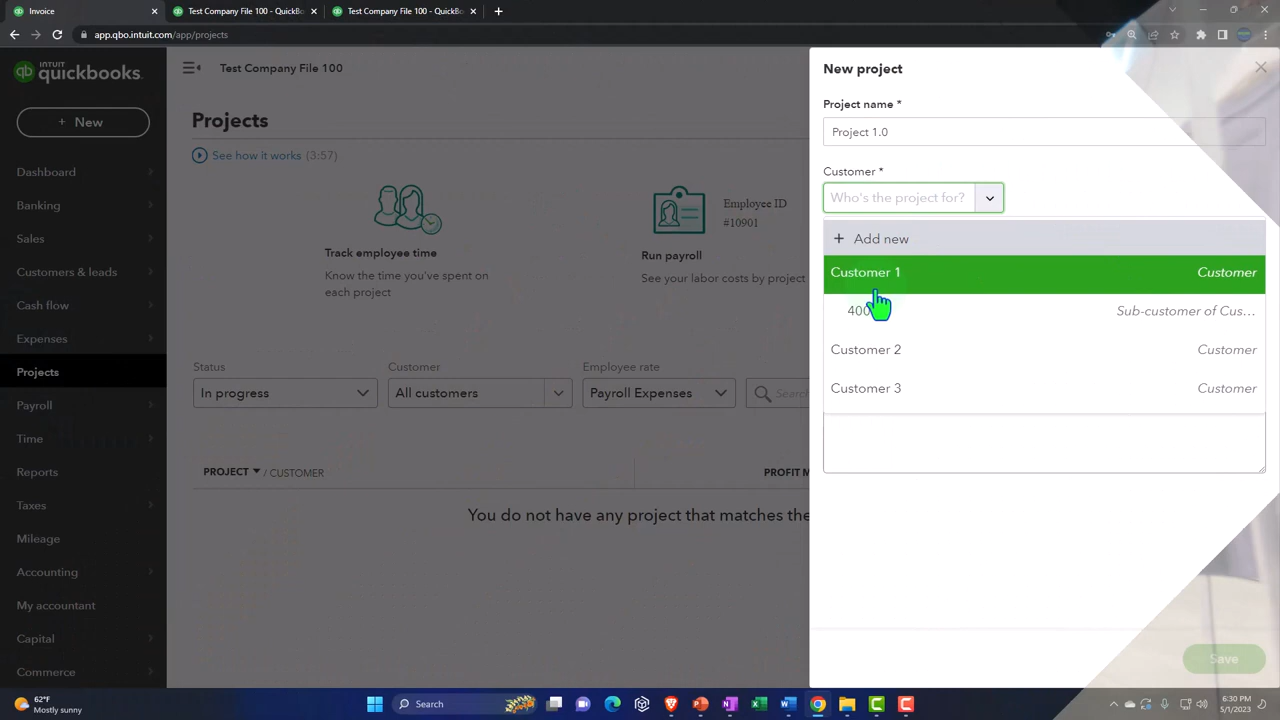 Invoice
Test Company File 100 - QuickBo
Test Company File 100 - QuickBo
app.qbo.intuit.com/app/projects
INTUIT
quickbooks.
Test Company File 100
New project
+ New
Projects
Project name *
Project 1.0
See how it works (3:57)
Customer *
Who's the project for?
Dashboard
Banking
Sales
Customers & leads
Cash flow
Expenses
Projects
Payroll
Time
Reports
Taxes
Mileage
Accounting
My accountant
Capital
Commerce
Track employee time
Know the time you've spent on
each project
Employee ID
#10901
Run payroll
See your labor costs by project
+ Add new
Customer 1 Customer
400 Sub-customer of Cus...
Customer 2 Customer
Customer 3 Customer
Status
In progress
Customer
All customers
Employee rate
Payroll Expenses
Search
PROJECT / CUSTOMER
PROFIT M
You do not have any project that matches the
Save
62°F
Mostly sunny
Search
6:30 PM
5/1/2023